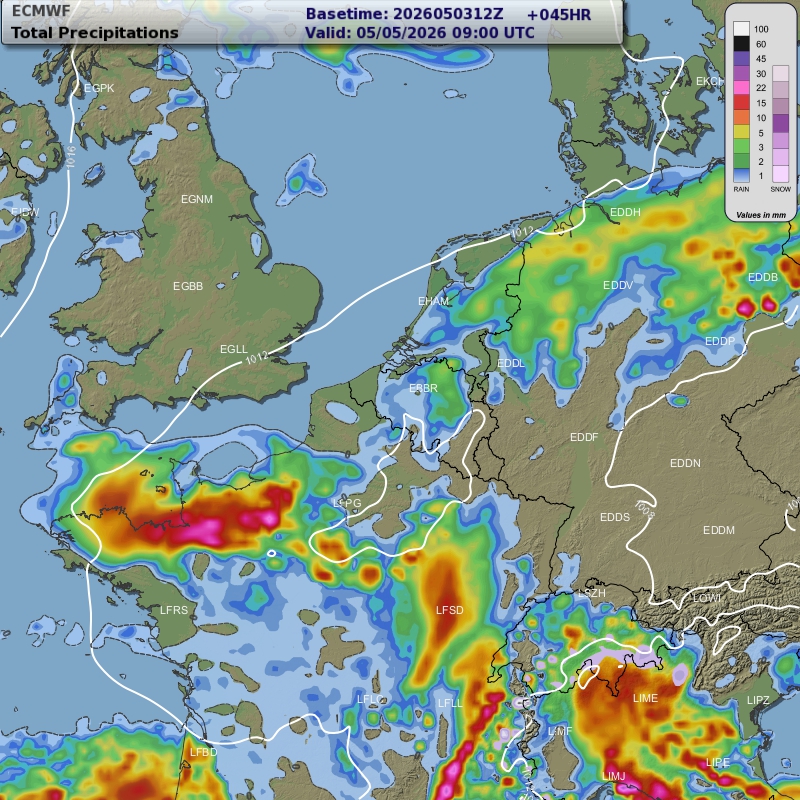 ECMWF
Basetime: 2026050312Z +045HR
Total Precipitations
Valid: 05/05/2026 09:00 UTC
100
60
45
30
22
15
10
5
3
2
1
RAIN SNOW
Values in mm
EGPK
EKCH
1016
EGNM
EIDW
EDDH
1012
EGBB
EDDV
EDDB
EHAM
EGLL
1012
EDDP
EDDL
EBBR
EDDF
EDDN
LFPG
1008
EDDS
EDDM
LSZH
LOWI
LFRS
LFSD
LFLC
LFLL
LIME
LIPZ
LIMF
LFBD
LIPE
LIMJ